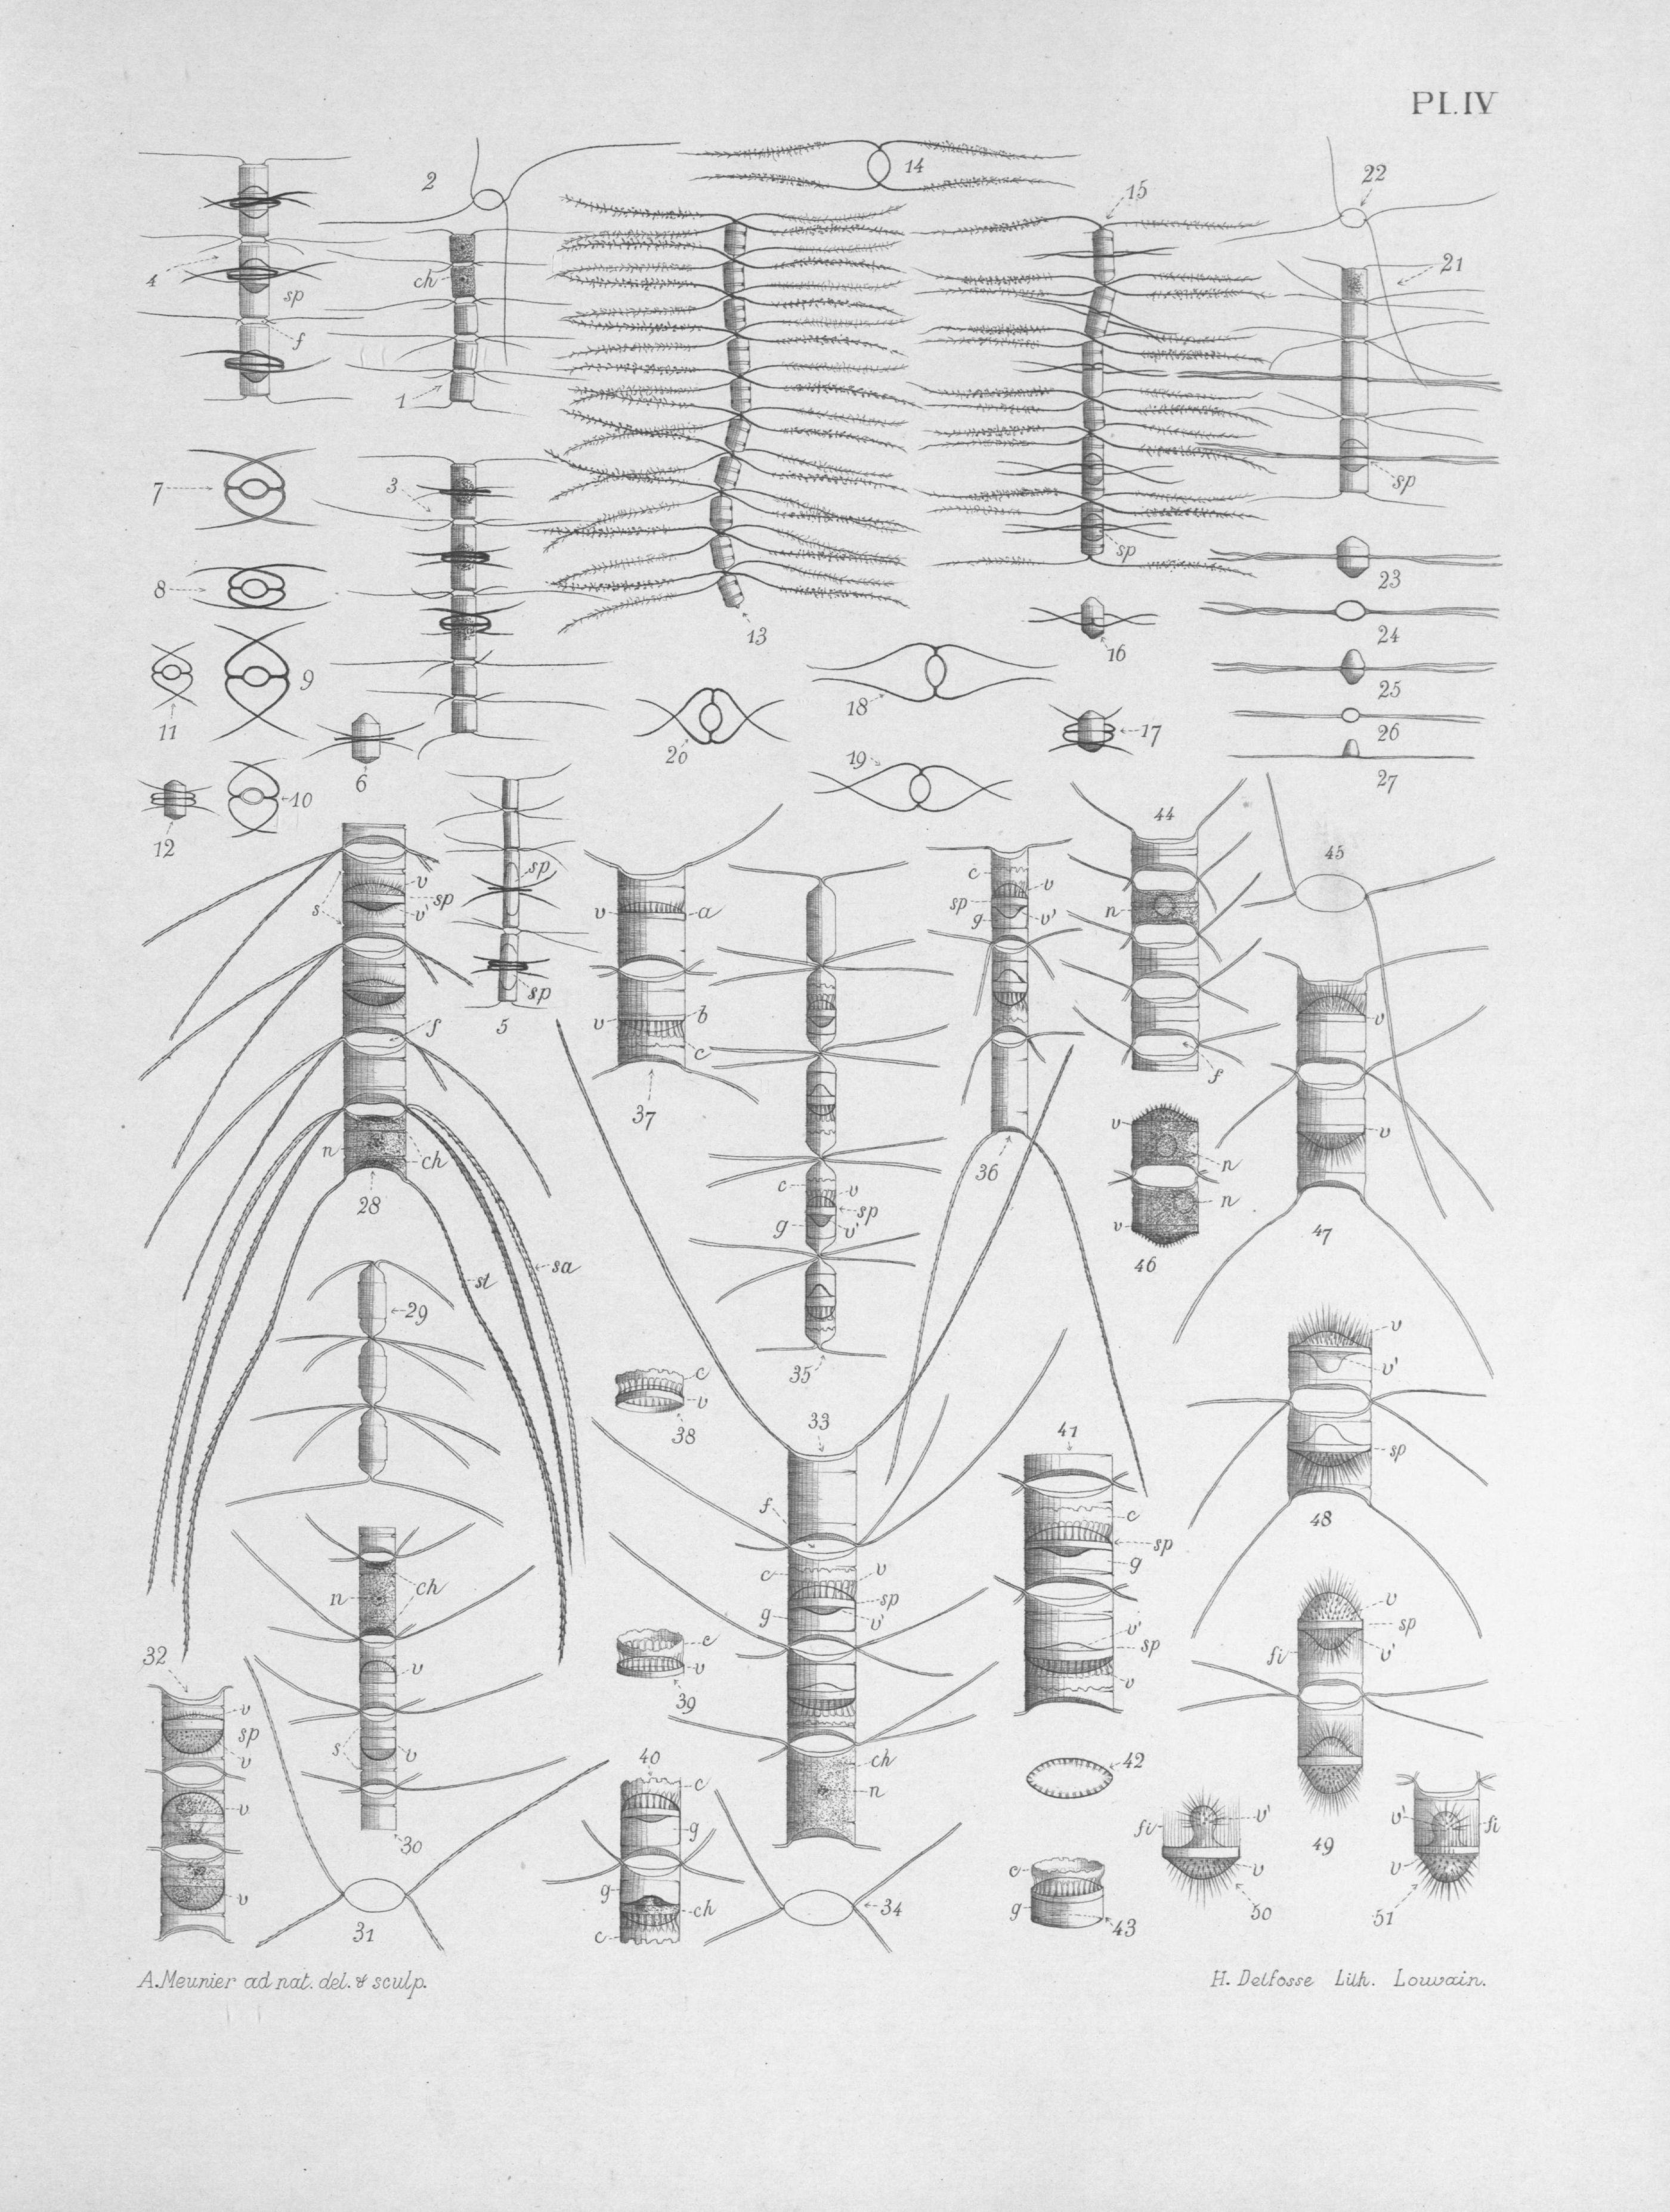 Pl. IV
2
14
15
22
4
ch
sp
f
21
1
sp
7
3
8
sp
13
23
24
16
9
18
25
11
26
17
20
6
19
27
10
12
44
45
sp
c
v
v
sp
s
v'
v
a
sp
g
v'
n
sp
v
5
f
v
b
c
f
v
37
n
ch
36
v
n
v
28
c
v
sp
g
v'
n
v
47
46
sa
st
29
v
v'
35
c
v
38
33
41
sp
f
c
48
sp
ch
c
v
g
n
sp
g
v'
v
sp
v'
fi
32
c
v'
sp
v
v
39
v
sp
v
s
v
40
ch
42
c
n
v
g
fi
v'
v'
fi
30
49
c
v
v
v
g
34
g
43
50
51
31
ch
c
A. Meunier ad nat. del. & sculp.
H. Delfosse Lith. Louvain.